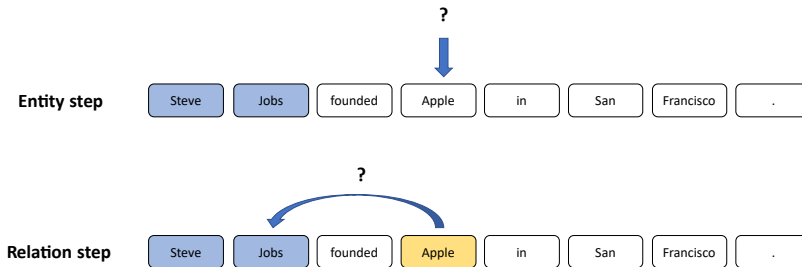 ?
Entity step Steve Jobs founded Apple in San Francisco .
?
Relation step Steve Jobs founded Apple in San Francisco .